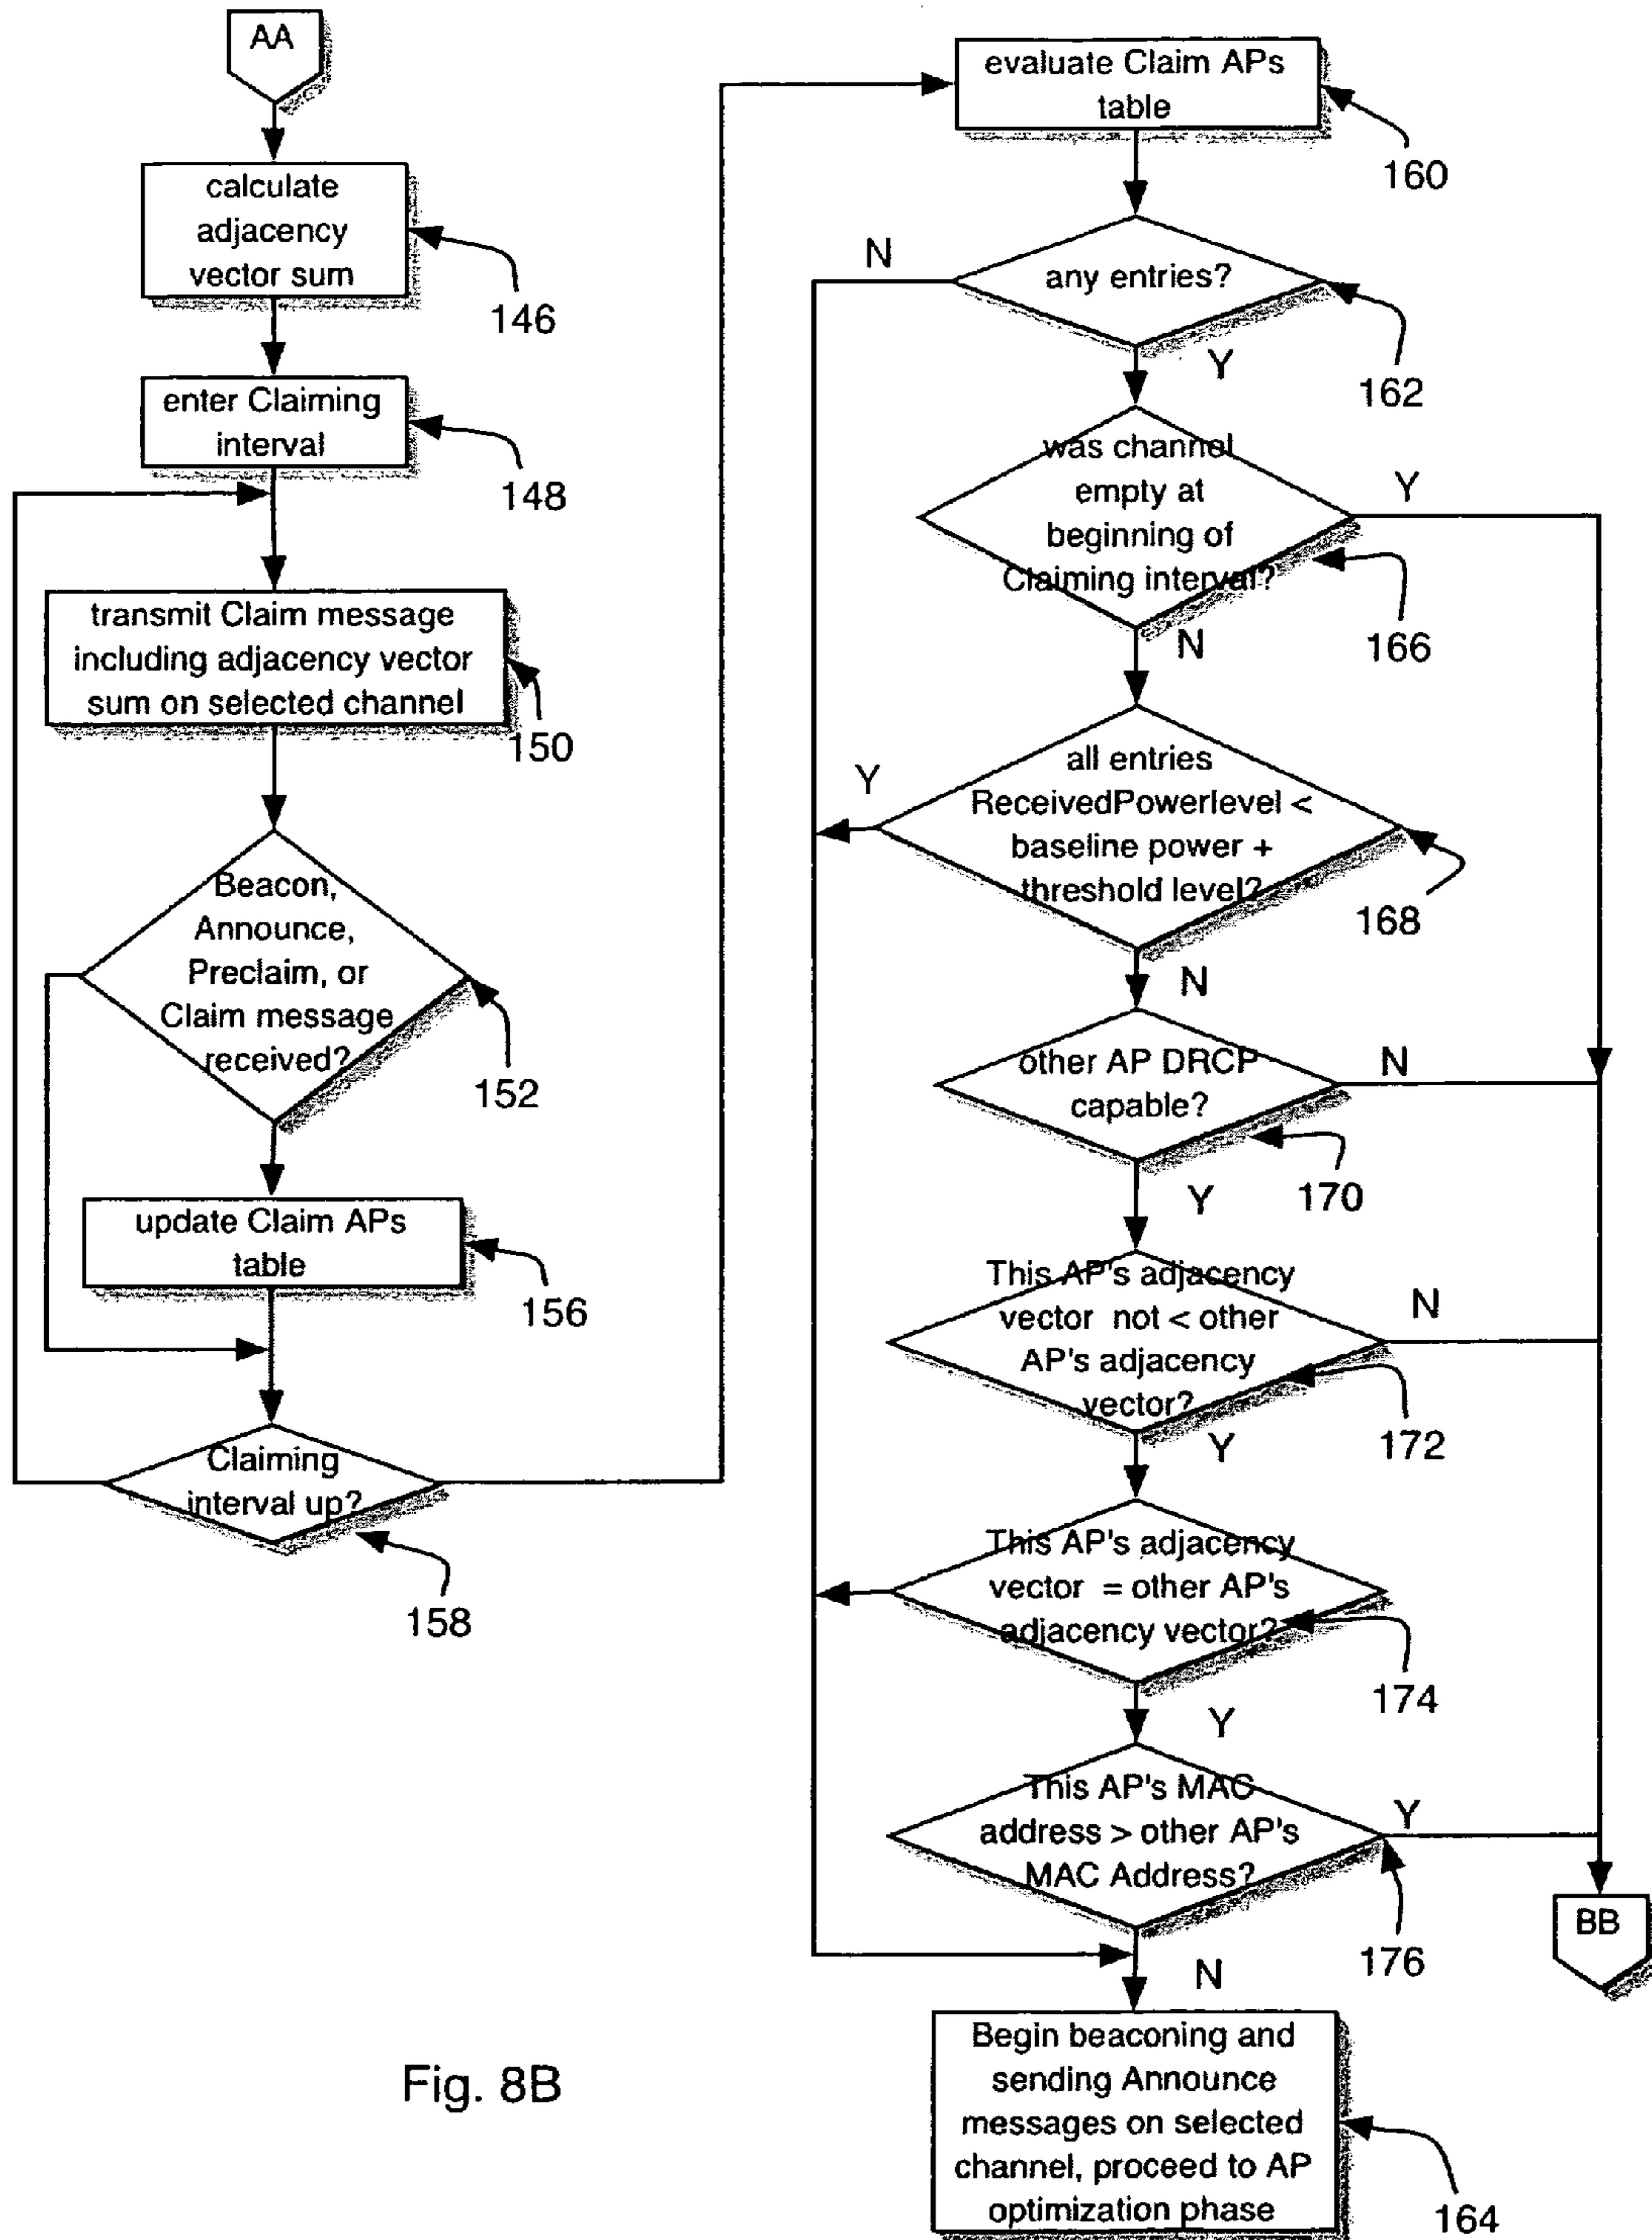 AA
calculate
adjacency
vector sum
146
enter Claiming
interval
148
transmit Claim message
including adjacency vector
sum on selected channel
150
Beacon,
Announce,
Preclaim, or
Claim message
received?
152
update Claim APs
table
156
Claiming
interval up?
158
evaluate Claim APs
table
160
any entries?
N
Y
162
was channel
empty at
beginning of
Claiming interval?
Y
N
166
all entries
ReceivedPowerlevel <
baseline power +
threshold level?
Y
N
168
other AP DRCP
capable?
N
Y
170
This AP's adjacency
vector not < other
AP's adjacency
vector?
N
Y
172
This AP's adjacency
vector = other AP's
adjacency vector?
Y
174
This AP's MAC
address > other AP's
MAC Address?
Y
N
176
BB
Begin beaconing and
sending Announce
messages on selected
channel, proceed to AP
optimization phase
164
Fig. 8B